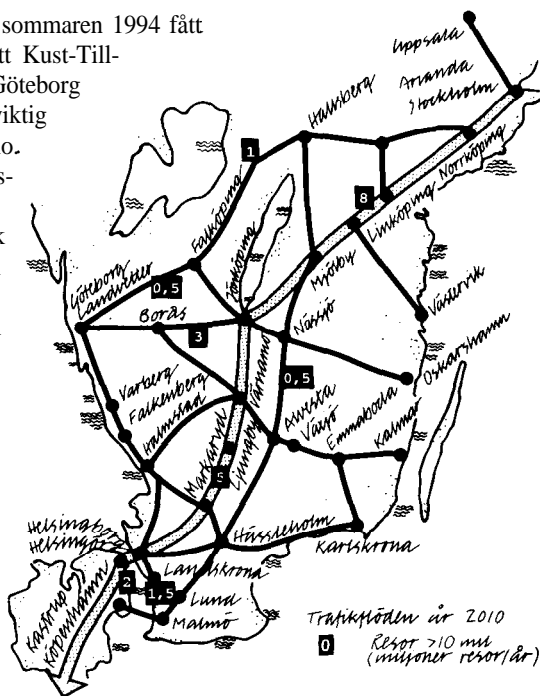 sommaren 1994 fått
tt Kust-Till-
Göteborg
viktig
o.
s-
k
Uppsala
Arlanda
Stockholm
Hallsberg
1
Norrköping
8
Linköping
Falköping
Jönköping
Mjölby
Göteborg
Landvetter
0,5
Borås
3
Nässjö
Västervik
Oskarshamn
0,5
Varberg
Falkenberg
Halmstad
Värnamo
Ljungby
Markaryd
Alvesta
Växjö
Emmaboda
Kalmar
5
Helsingborg
Helsingör
Hässleholm
Karlskrona
Landskrona
2
1,5
Lund
Malmö
Kastrup
Köpenhamn
Trafikflöden år 2010
0 Resor >10 mil
(miljoner resor/år)